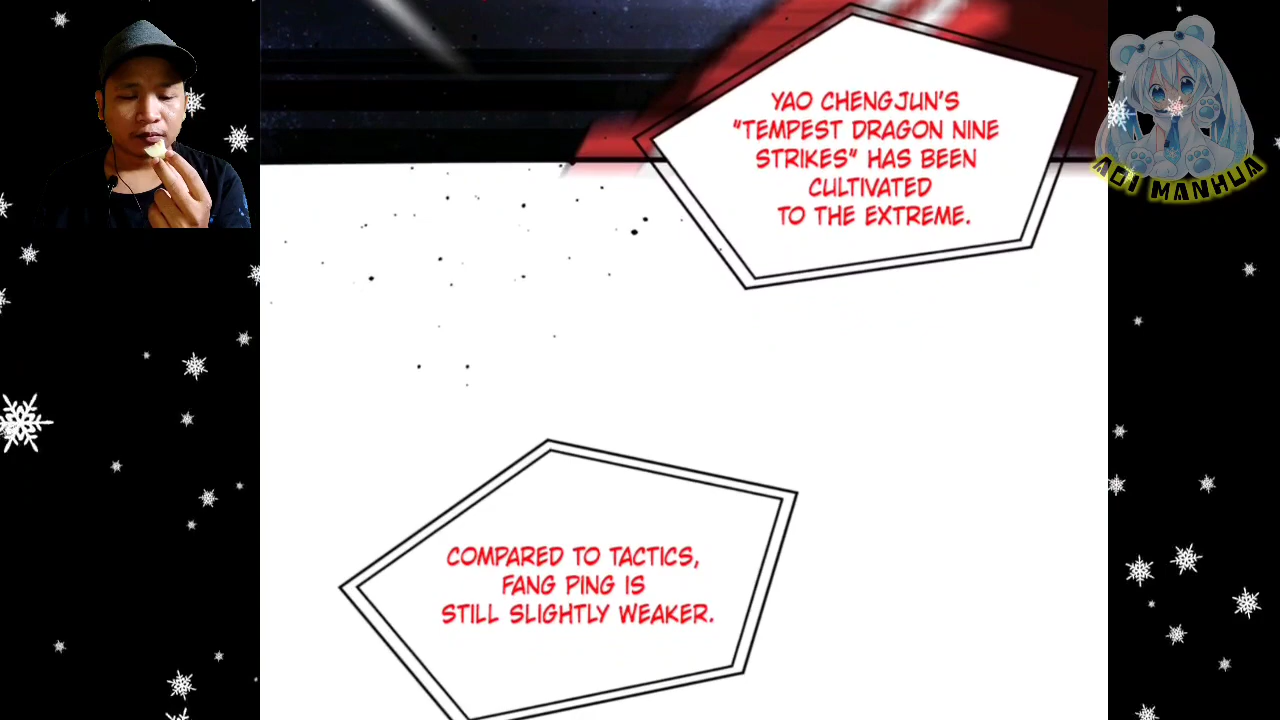 YAO CHENGJUN'S
"TEMPEST DRAGON NINE
STRIKES" HAS BEEN
CULTIVATED
TO THE EXTREME.
AOI MANHUA
COMPARED TO TACTICS,
FANG PING IS
STILL SLIGHTLY WEAKER.